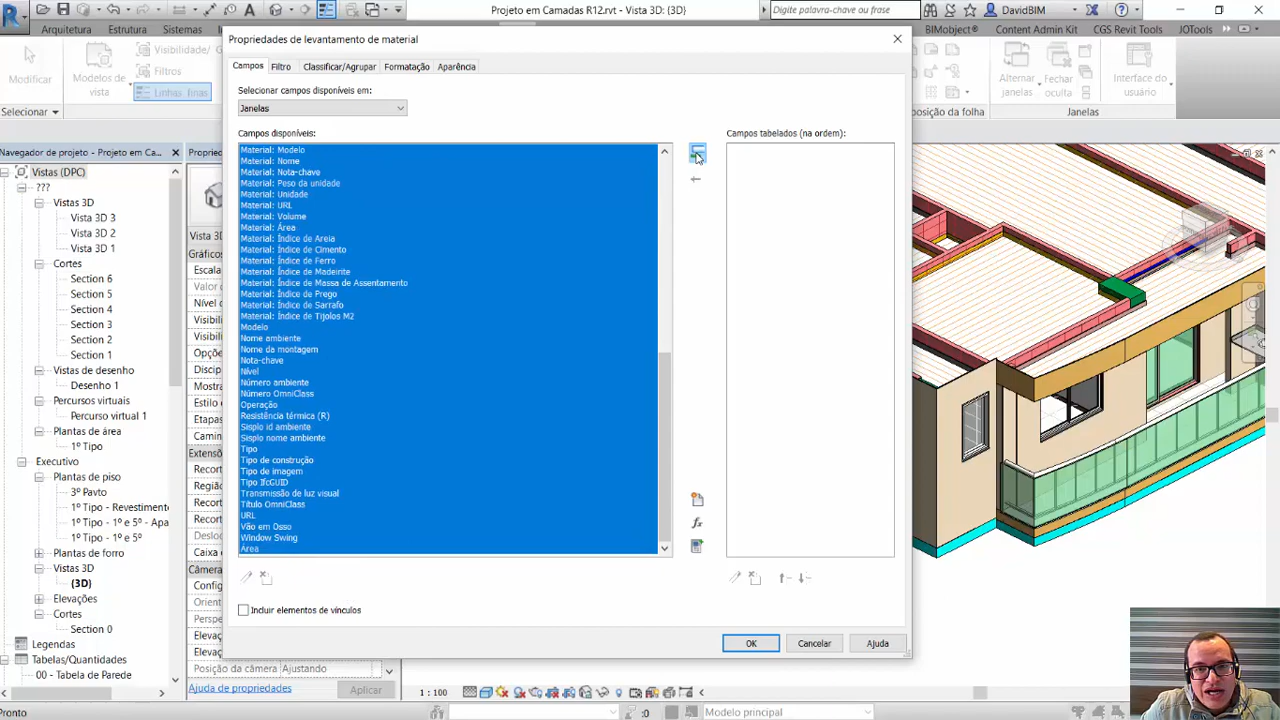 Projeto em Camadas R12.rvt - Vista 3D: {3D}
Digite palavra-chave ou frase
DavidBIM
Arquitetura
Estrutura
Sistemas
BIMobject®
Content Admin Kit
CGS Revit Tools
JOTools
Modificar
Modelos de
vista
Visibilidade/
Filtros
Linhas finas
Alternar
janelas
Fechar
oculta
Interface do
usuário
Selecionar
osição da folha
Janelas
Navegador de projeto - Projeto em Ca...
Vistas (DPC)
???
Vistas 3D
Vista 3D 3
Vista 3D 2
Vista 3D 1
Cortes
Section 6
Section 5
Section 4
Section 3
Section 2
Section 1
Vistas de desenho
Desenho 1
Percursos virtuais
Percurso virtual 1
Plantas de área
1º Tipo
Executivo
Plantas de piso
3º Pavto
1º Tipo - Revestimento
1º Tipo - 1º e 5º - Apa
1º Tipo - 1º e 5º
Plantas de forro
Vistas 3D
{3D}
Elevações
Cortes
Section 0
Legendas
Tabelas/Quantidades
00 - Tabela de Parede
Pronto
Propried
Vista 3D
Gráficos
Escala
Valor d
Nível d
Visibili
Visibili
Opçõe
Discip
Mostra
Estilo
Etapas
Camin
Extensõ
Recort
Região
Recort
Recort
Desloc
Caixa
Câmera
Config
Orient
Perspe
Elevaç
Elevaç
Posição da câmera
Ajustando
Ajuda de propriedades
Aplicar
Propriedades de levantamento de material
Campos
Filtro
Classificar/Agrupar
Formatação
Aparência
Selecionar campos disponíveis em:
Janelas
Campos disponíveis:
Material: Modelo
Material: Nome
Material: Nota-chave
Material: Peso da unidade
Material: Unidade
Material: URL
Material: Volume
Material: Área
Material: Índice de Areia
Material: Índice de Cimento
Material: Índice de Ferro
Material: Índice de Madeirite
Material: Índice de Massa de Assentamento
Material: Índice de Prego
Material: Índice de Sarrafo
Material: Índice de Tijolos M2
Modelo
Nome ambiente
Nome da montagem
Nota-chave
Nível
Número ambiente
Número OmniClass
Operação
Resistência térmica (R)
Sisplo id ambiente
Sisplo nome ambiente
Tipo
Tipo de construção
Tipo de imagem
Tipo IfcGUID
Transmissão de luz visual
Título OmniClass
URL
Vão em Osso
Window Swing
Área
Campos tabelados (na ordem):
fx
Incluir elementos de vínculos
OK
Cancelar
Ajuda
1 : 100
:0
Modelo principal